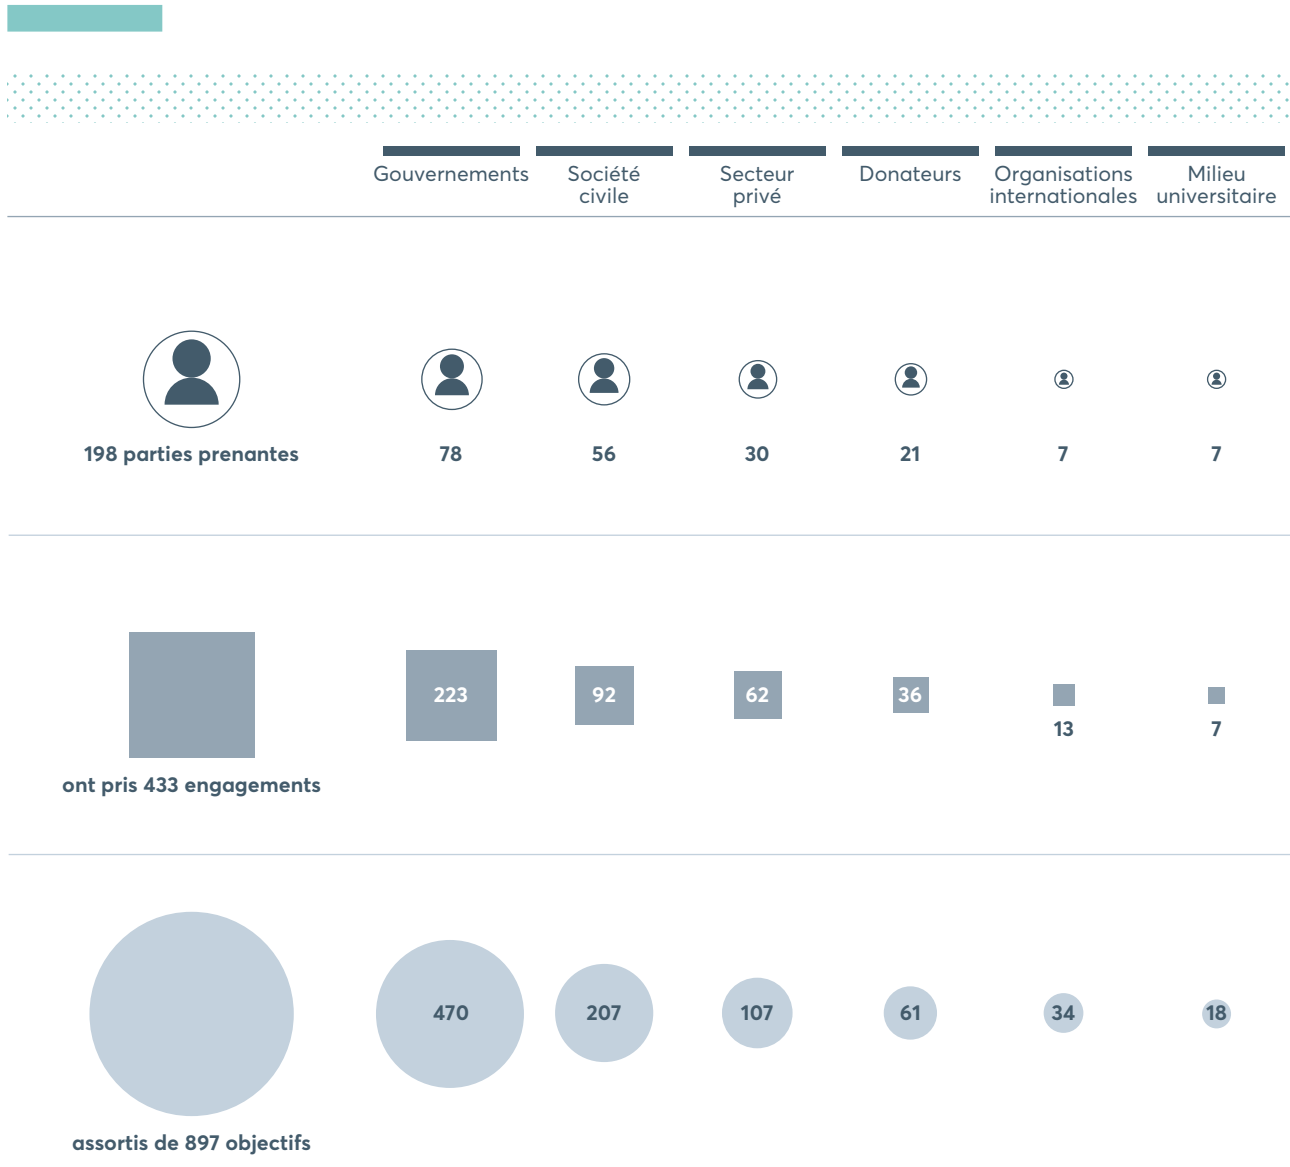 Gouvernements
Société
civile
Secteur
privé
Donateurs
Organisations
internationales
Milieu
universitaire
198 parties prenantes
78
56
30
21
7
7
223
92
62
36
13
7
ont pris 433 engagements
470
207
107
61
34
18
assortis de 897 objectifs